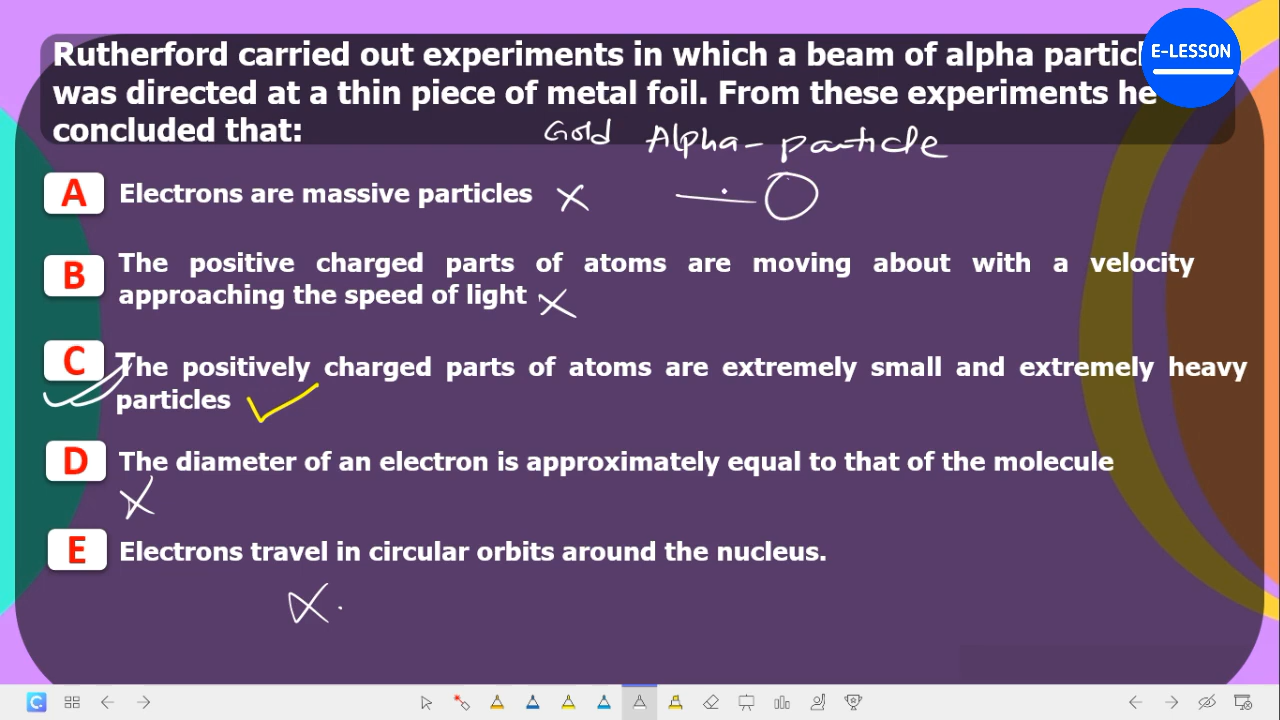 Rutherford carried out experiments in which a beam of alpha partic
E-LESSON
was directed at a thin piece of metal foil. From these experiments he
concluded that:
Gold Alpha-particle
A Electrons are massive particles
B The positive charged parts of atoms are moving about with a velocity
approaching the speed of light
C The positively charged parts of atoms are extremely small and extremely heavy
particles
D The diameter of an electron is approximately equal to that of the molecule
E Electrons travel in circular orbits around the nucleus.